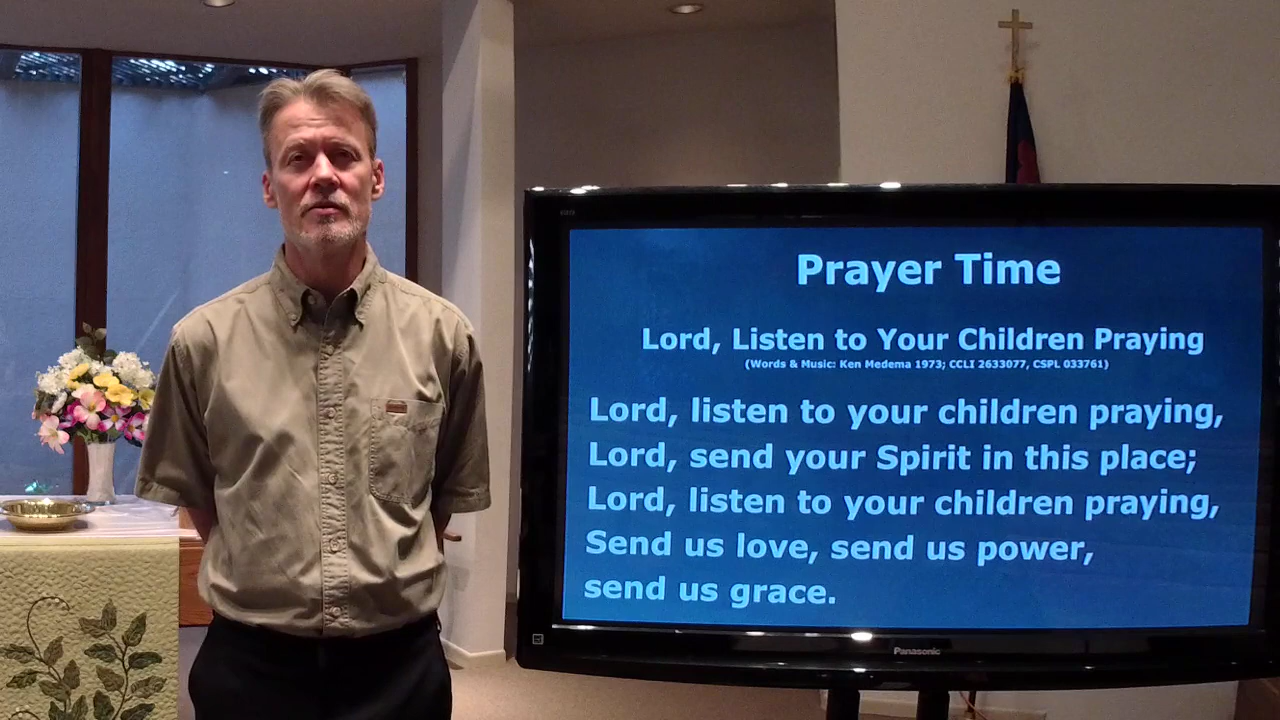 Prayer Time
Lord, Listen to Your Children Praying
(Words & Music: Ken Medema 1973; CCLI 2633077, CSPL 033761)
Lord, listen to your children praying,
Lord, send your Spirit in this place;
Lord, listen to your children praying,
Send us love, send us power,
send us grace.
Panasonic